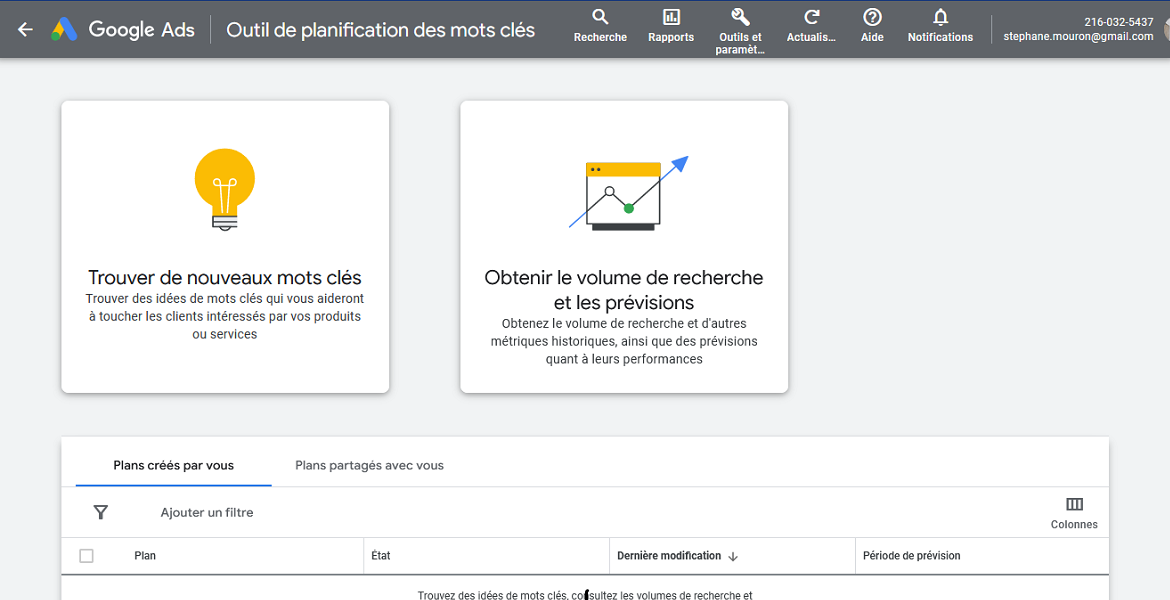 Google Ads
Outil de planification des mots clés
Recherche
Rapports
Outils et
paramèt...
Actualis...
Aide
Notifications
216-032-5437
stephane.mouron@gmail.com
Trouver de nouveaux mots clés
Trouver des idées de mots clés qui vous aideront
à toucher les clients intéressés par vos produits
ou services
Obtenir le volume de recherche
et les prévisions
Obtenez le volume de recherche et d'autres
métriques historiques, ainsi que des prévisions
quant à leurs performances
Plans créés par vous
Plans partagés avec vous
Ajouter un filtre
Colonnes
Plan
État
Dernière modification
Période de prévision
Trouvez des idées de mots clés, consultez les volumes de recherche et